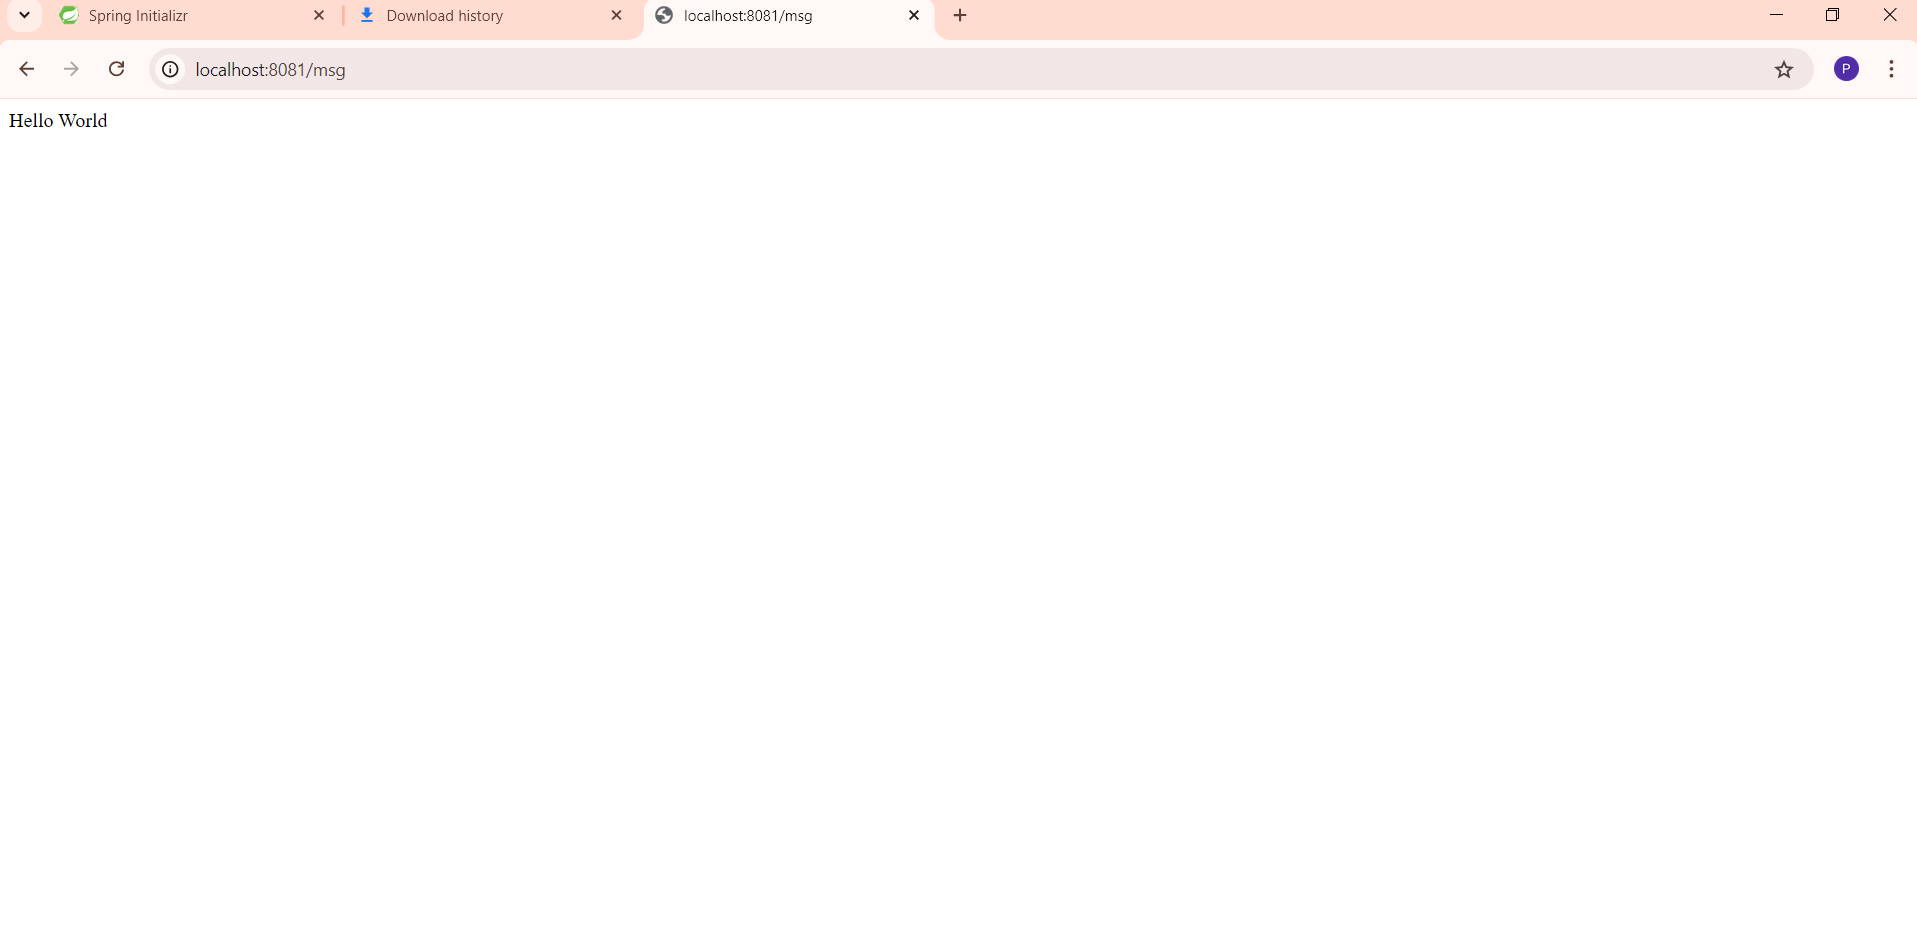 Spring Initializr
Download history
localhost:8081/msg
localhost:8081/msg
P
Hello World